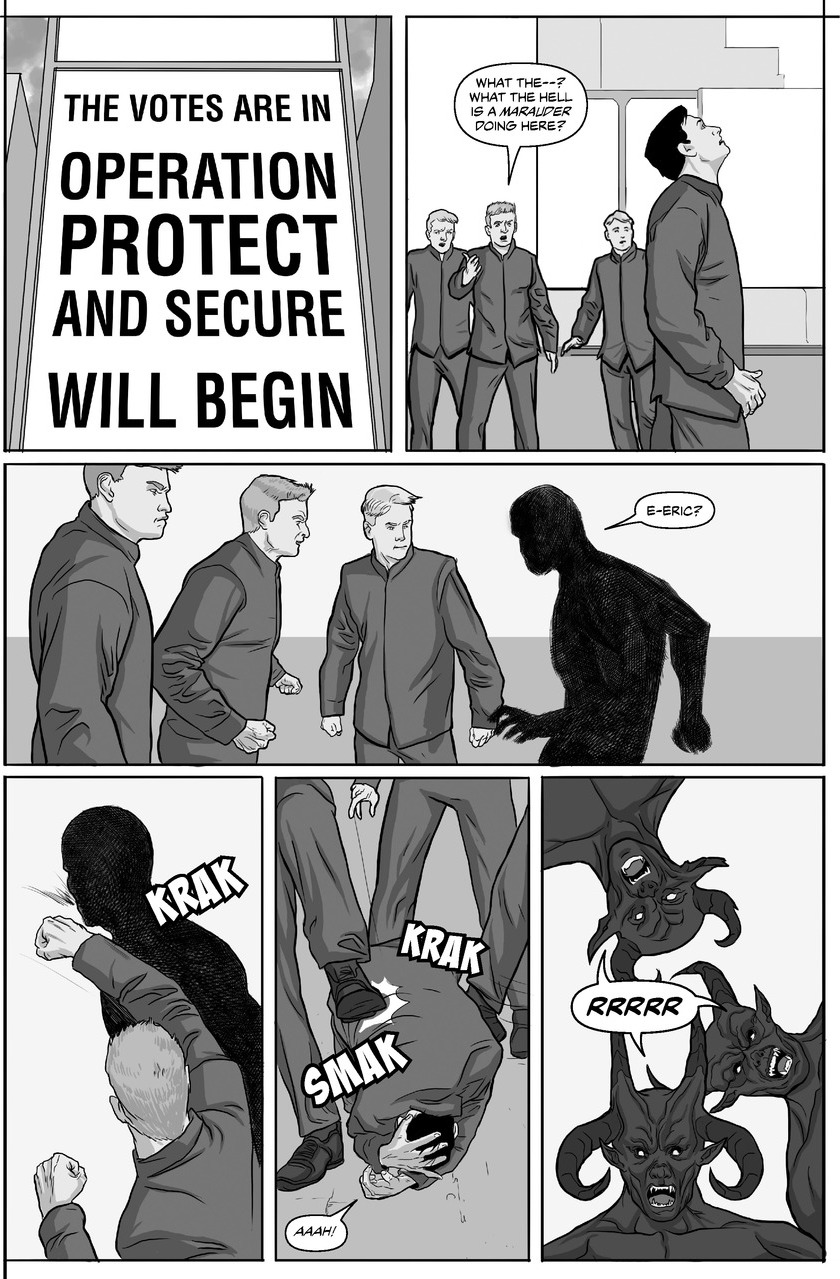 THE VOTES ARE IN
OPERATION
PROTECT
AND SECURE
WILL BEGIN
WHAT THE--?
WHAT THE HELL
IS A MARAUDER
DOING HERE?
E-ERIC?
KRAK
KRAK
SMAK
AAAH!
RRRRR